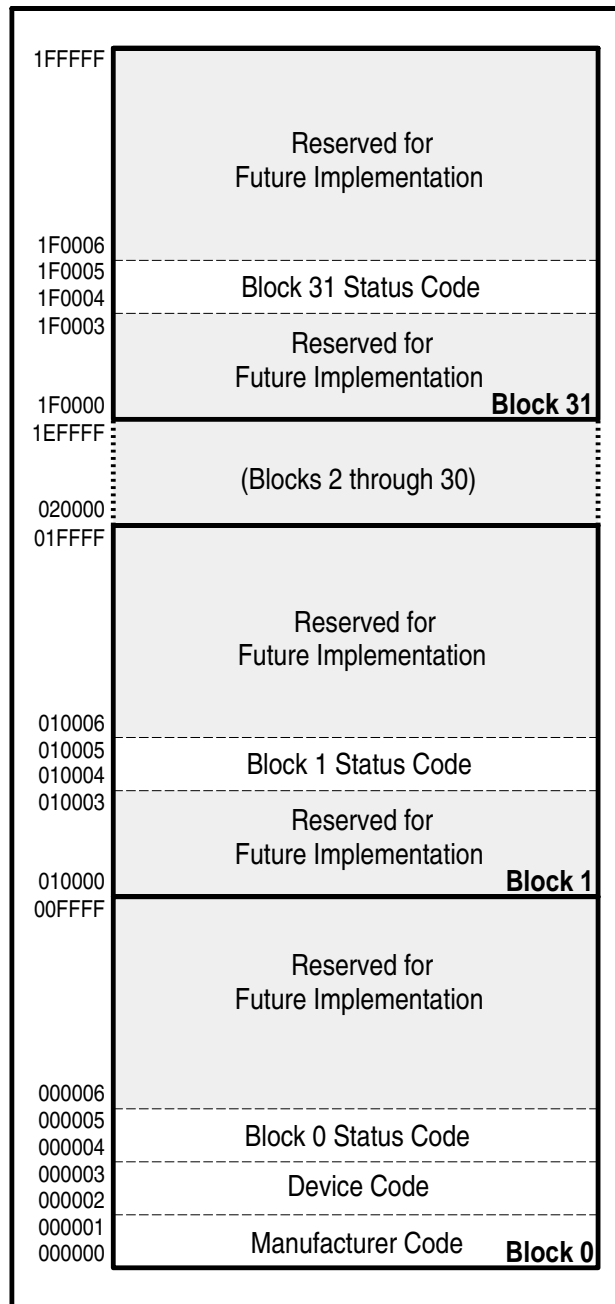 1FFFFF
Reserved for
Future Implementation
1F0006
1F0005
Block 31 Status Code
1F0004
1F0003
Reserved for
Future Implementation
1F0000
Block 31
1EFFFF
(Blocks 2 through 30)
020000
01FFFF
Reserved for
Future Implementation
010006
010005
Block 1 Status Code
010004
010003
Reserved for
Future Implementation
010000
Block 1
00FFFF
Reserved for
Future Implementation
000006
000005
Block 0 Status Code
000004
000003
Device Code
000002
000001
Manufacturer Code
000000
Block 0